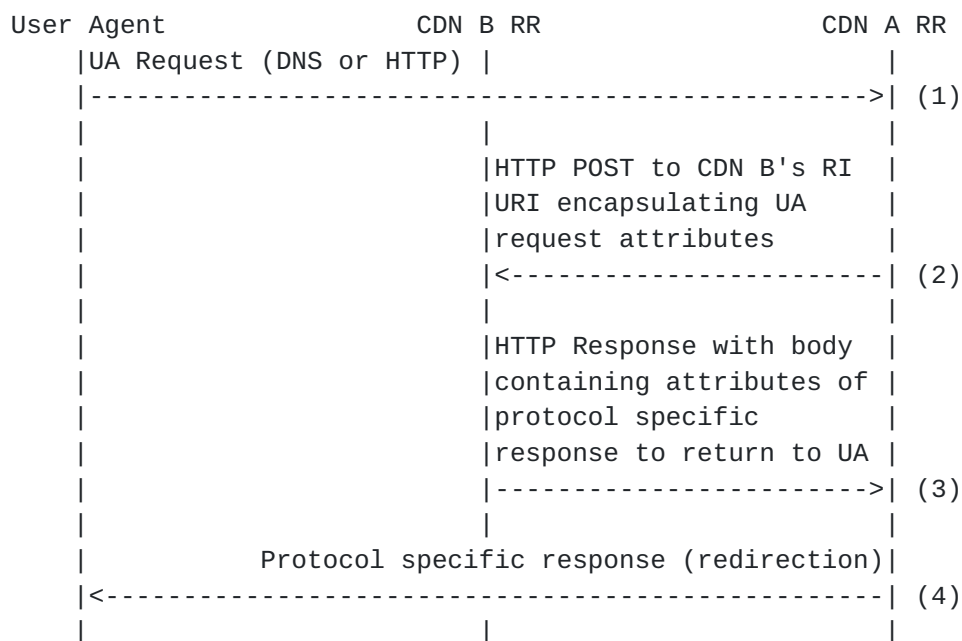 User Agent                CDN B RR                  CDN A RR
    |UA Request (DNS or HTTP) |                         |
    |-------------------------------------------------->| (1)
    |                         |                         |
    |                         |HTTP POST to CDN B's RI  |
    |                         |URI encapsulating UA     |
    |                         |request attributes       |
    |                         |<------------------------| (2)
    |                         |                         |
    |                         |HTTP Response with body  |
    |                         |containing attributes of |
    |                         |protocol specific        |
    |                         |response to return to UA |
    |                         |------------------------>| (3)
    |                         |                         |
    |           Protocol specific response (redirection)|
    |<--------------------------------------------------| (4)
    |                         |                         |